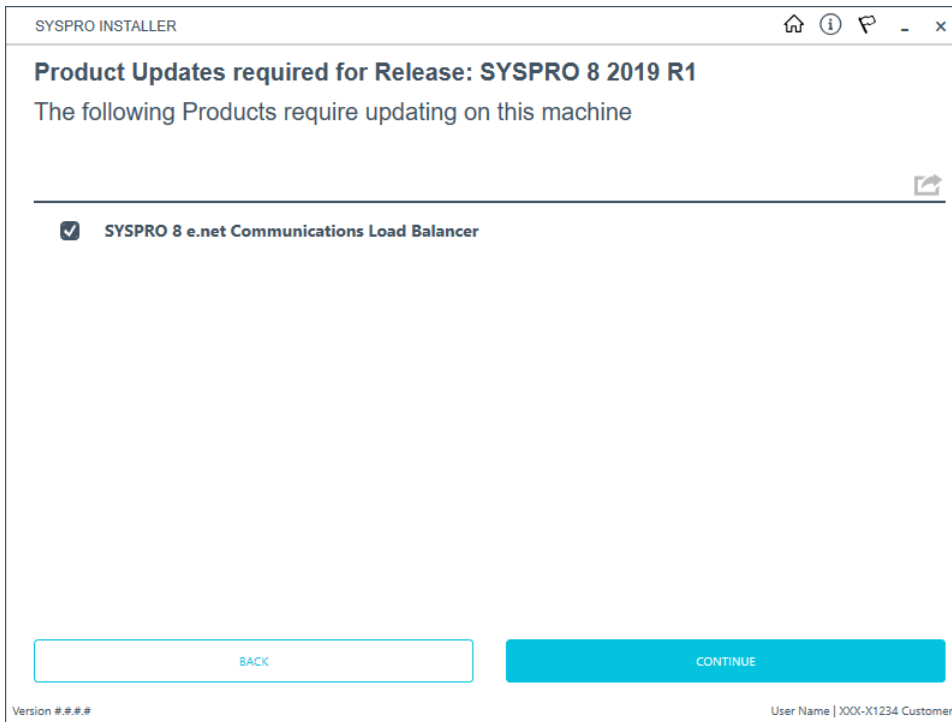 SYSPRO INSTALLER
Product Updates required for Release: SYSPRO 8 2019 R1
The following Products require updating on this machine
SYSPRO 8 e.net Communications Load Balancer
BACK
CONTINUE
Version #.#.#.#
User Name | XXX-X1234 Customer